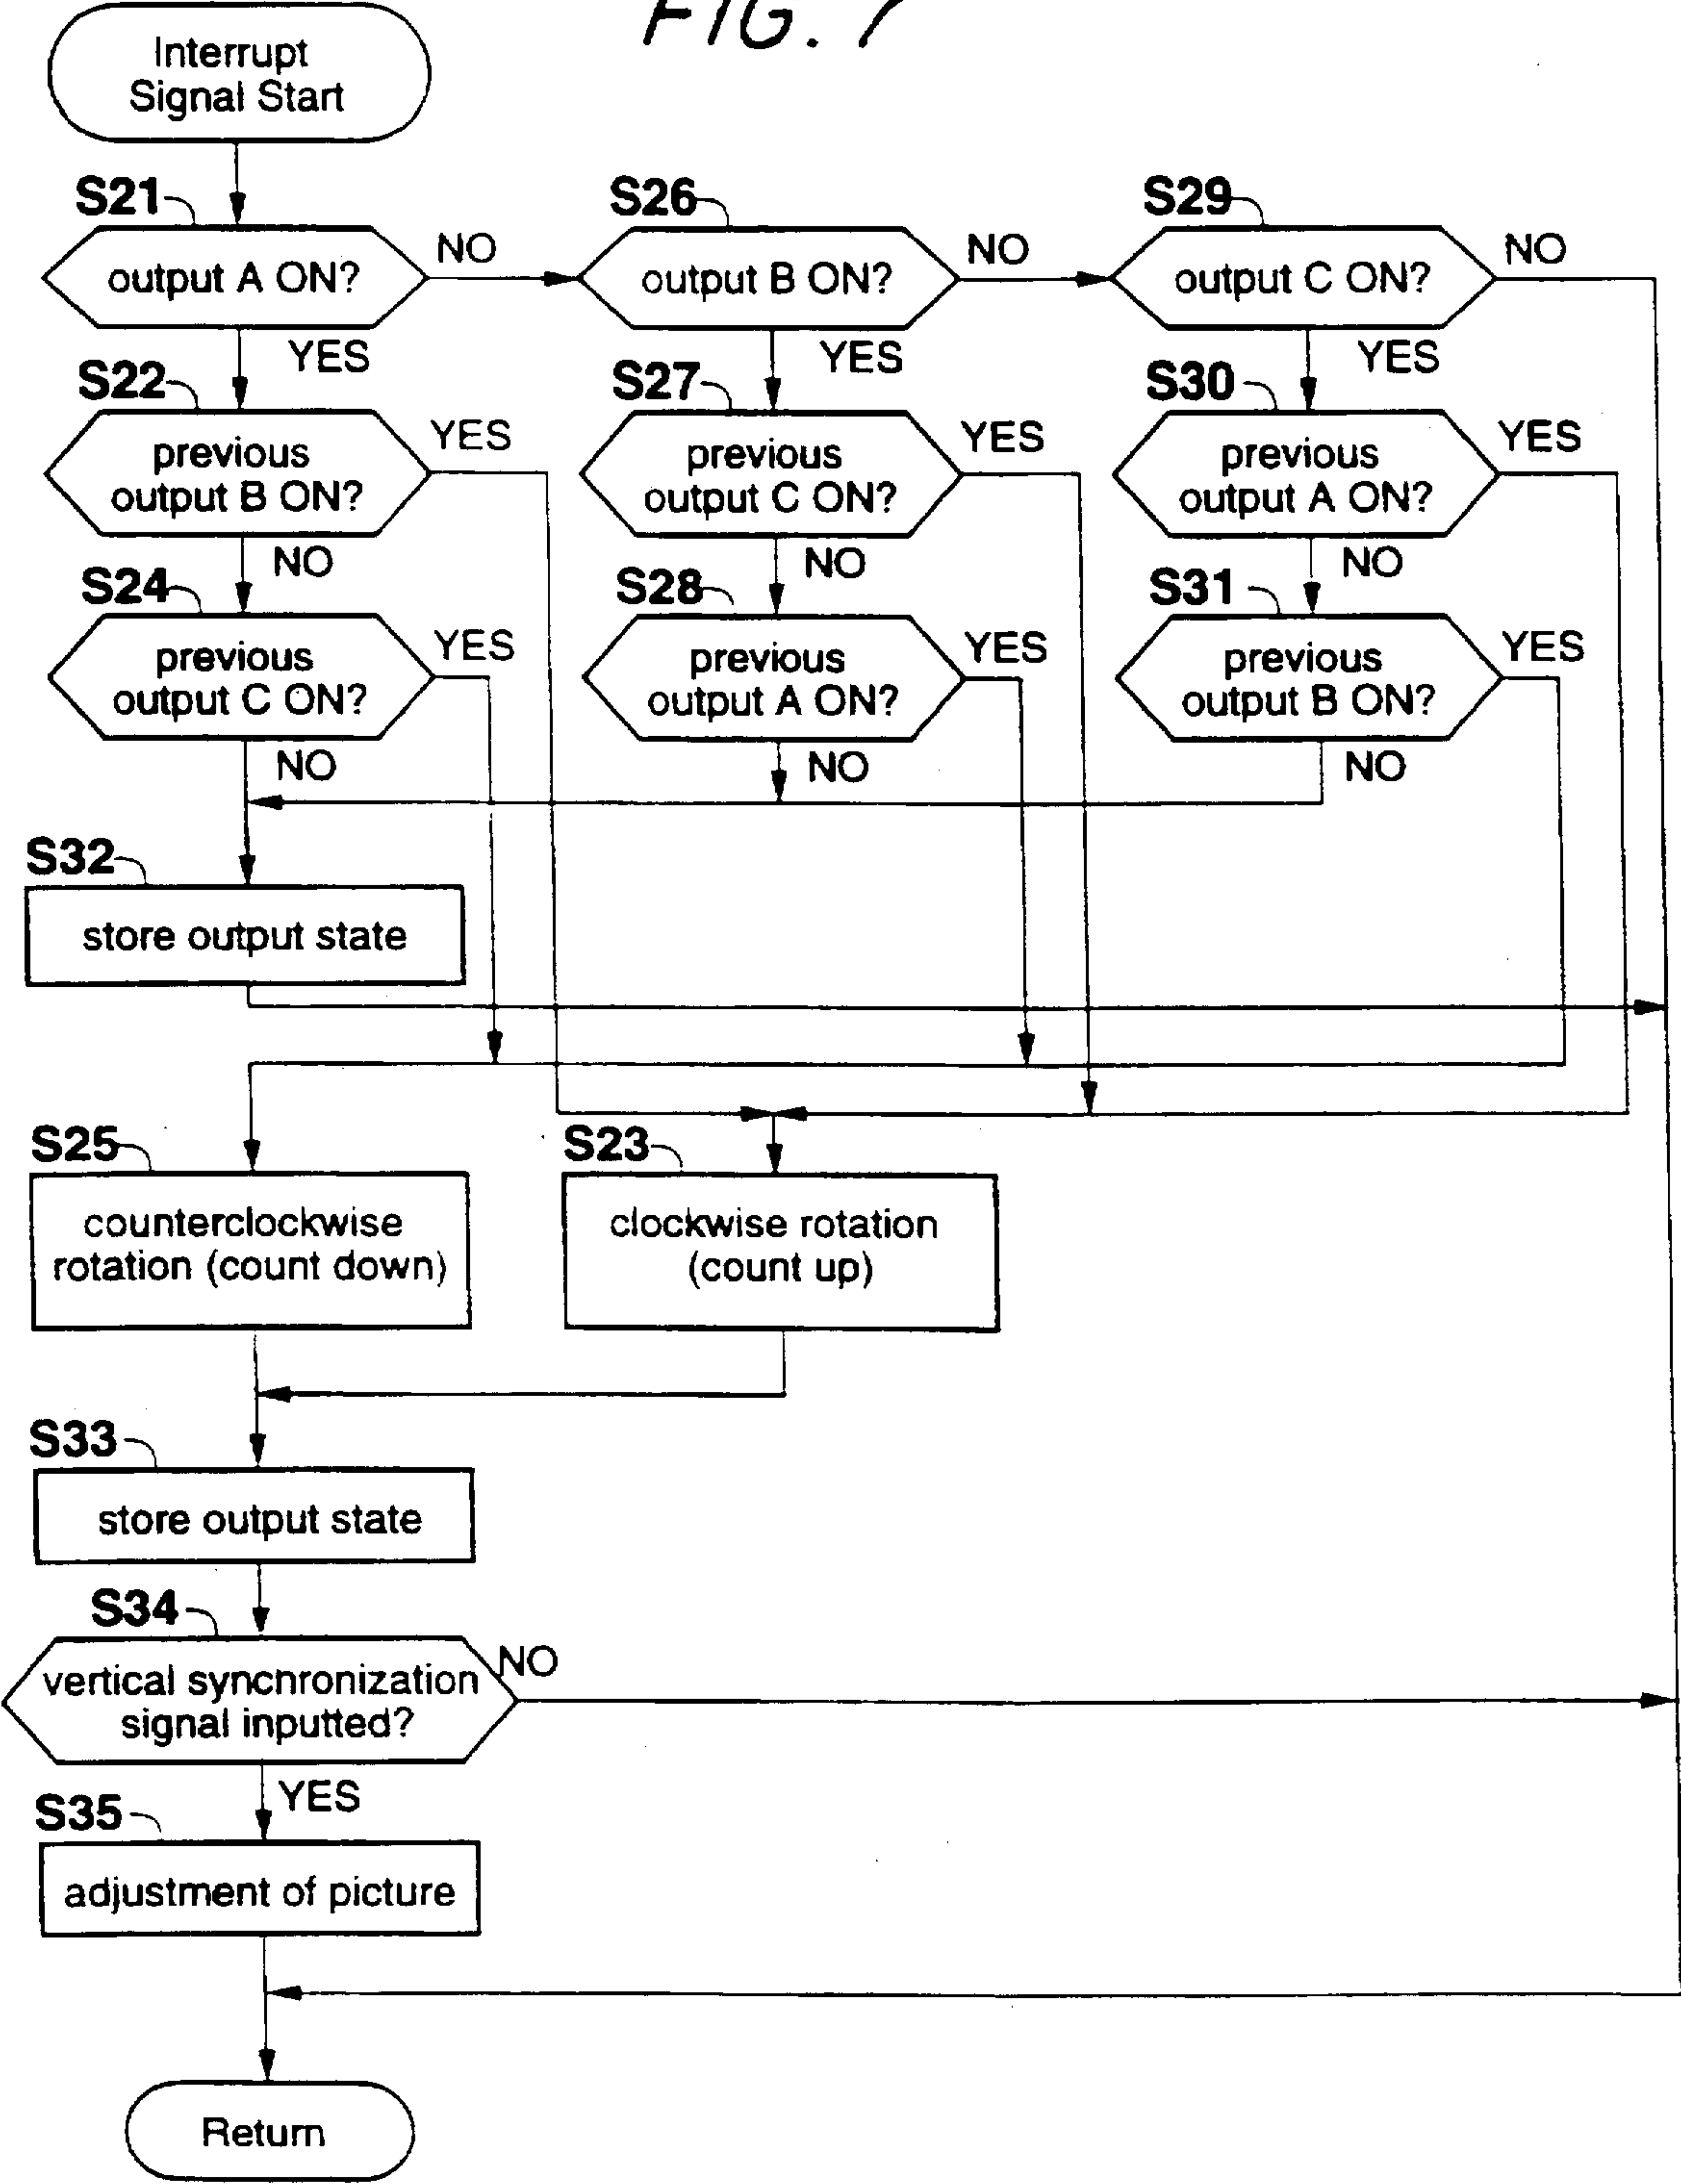 FIG. 7
Interrupt
Signal Start
S21
output A ON?
NO
YES
S26
output B ON?
NO
YES
S29
output C ON?
NO
YES
S22
previous
output B ON?
YES
NO
S27
previous
output C ON?
YES
NO
S30
previous
output A ON?
YES
NO
S24
previous
output C ON?
YES
NO
S28
previous
output A ON?
YES
NO
S31
previous
output B ON?
YES
NO
S32
store output state
S25
counterclockwise
rotation (count down)
S23
clockwise rotation
(count up)
S33
store output state
S34
vertical synchronization
signal inputted?
NO
YES
S35
adjustment of picture
Return